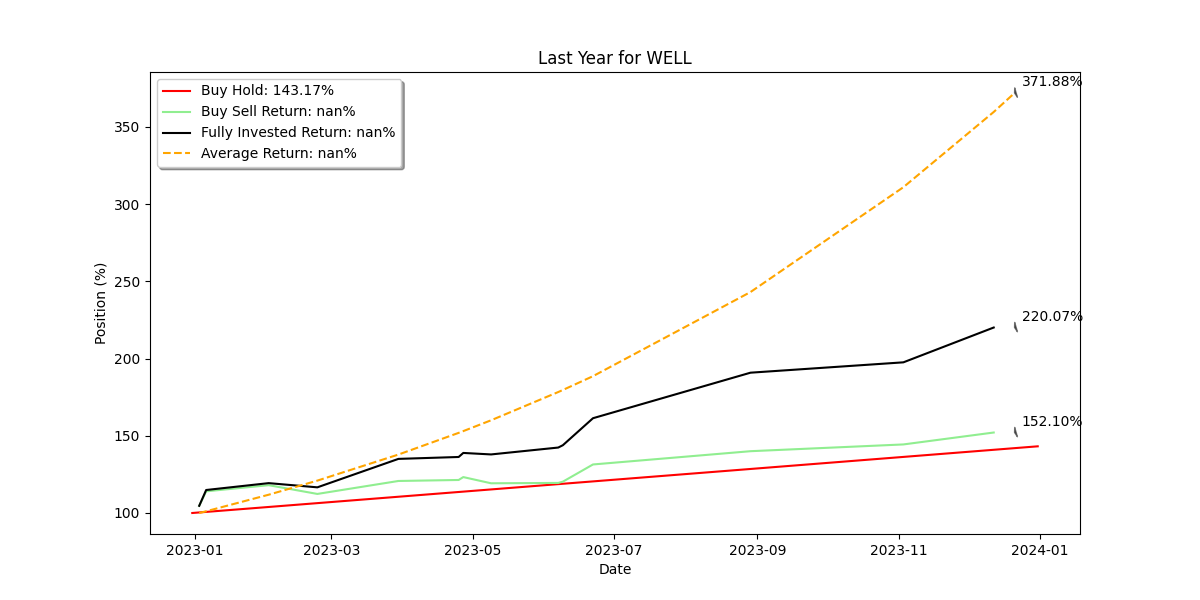 Last Year for WELL
Buy Hold: 143.17%
Buy Sell Return: nan%
Fully Invested Return: nan%
Average Return: nan%
371.88%
220.07%
152.10%
350
300
250
200
150
100
Position (%)
2023-01
2023-03
2023-05
2023-07
2023-09
2023-11
2024-01
Date